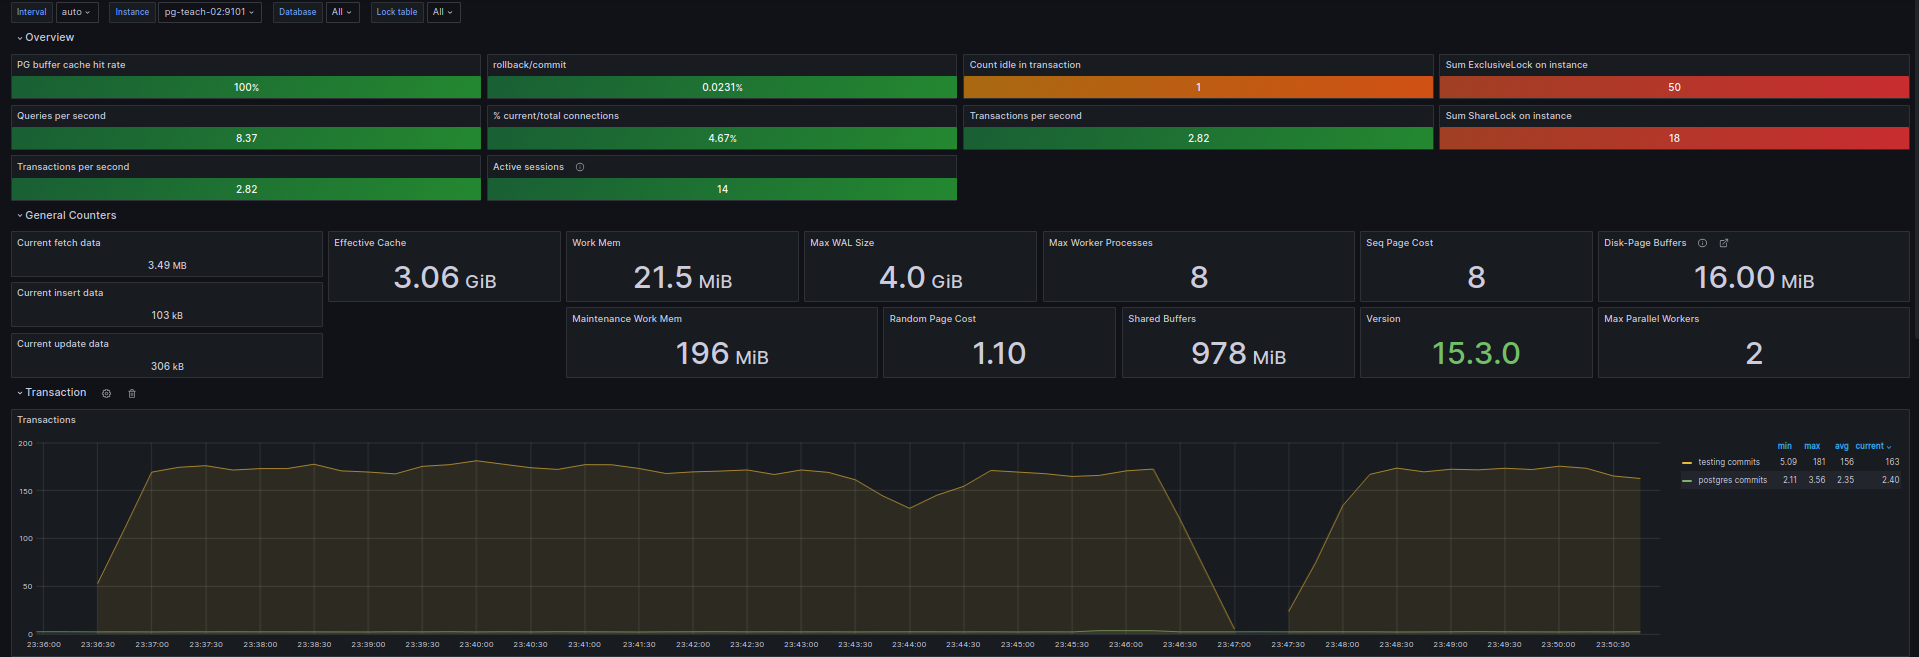 Interval auto Instance pg-teach-02:9101 Database All Lock table All
Overview
PG buffer cache hit rate rollback/commit Count idle in transaction Sum ExclusiveLock on instance
100% 0.0231% 1 50
Queries per second % current/total connections Transactions per second Sum ShareLock on instance
8.37 4.67% 2.82 18
Transactions per second Active sessions
2.82 14
General Counters
Current fetch data Effective Cache Work Mem Max WAL Size Max Worker Processes Seq Page Cost Disk-Page Buffers
3.49 MB 3.06 GiB 21.5 MiB 4.0 GiB 8 8 16.00 MiB
Current insert data
103 kB
Maintenance Work Mem Random Page Cost Shared Buffers Version Max Parallel Workers
Current update data
196 MiB 1.10 978 MiB 15.3.0 2
306 kB
Transaction
Transactions
200
150
100
50
0
23:36:00 23:36:30 23:37:00 23:37:30 23:38:00 23:38:30 23:39:00 23:39:30 23:40:00 23:40:30 23:41:00 23:41:30 23:42:00 23:42:30 23:43:00 23:43:30 23:44:00 23:44:30 23:45:00 23:45:30 23:46:00 23:46:30 23:47:00 23:47:30 23:48:00 23:48:30 23:49:00 23:49:30 23:50:00 23:50:30
min max avg current
testing commits 5.09 181 156 163
postgres commits 2.11 3.56 2.35 2.40